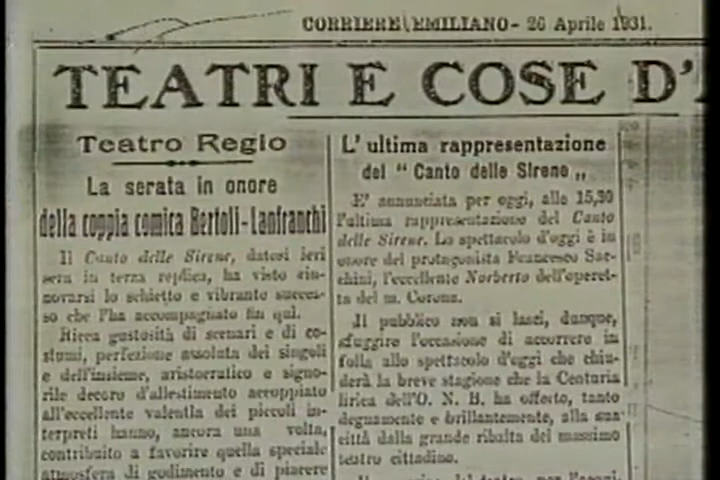 CORRIERE EMILIANO - 26 Aprile 1931.
TEATRI E COSE D'
Teatro Regio
La serata in onore
della coppia comica Bertoli-Lanfranchi
Il Canto delle Sirene, datosi ieri
sera in terza replica, ha visto rin-
novarsi lo schietto e vibrante succes-
so che l'ha accompagnato fin qui.
Ricca gustosità di scenari e di co-
stumi, perfezione assoluta dei singoli
e dell'insieme, aristocratico e signo-
rile decoro d'allestimento accoppiato
all'eccellente valentìa dei piccoli in-
terpreti hanno, ancora una volta,
contribuito a favorire quella speciale
atmosfera di godimento e di piacere
L'ultima rappresentazione
del " Canto delle Sirene „
E' annunciata per oggi, alle 15,30
l'ultima rappresentazione del Canto
delle Sirene. Lo spettacolo d'oggi è in
onore del protagonista Francesco Sac-
chini, l'eccellente Norberto dell'operet-
ta del m. Corona.
Il pubblico non si lasci, dunque,
sfuggire l'occasione di accorrere in
folla allo spettacolo d'oggi che chiu-
derà la breve stagione che la Centuria
lirica dell'O. N. B. ha offerto, tanto
degnamente e brillantemente, alla sua
città dalla grande ribalta del massimo
teatro cittadino.